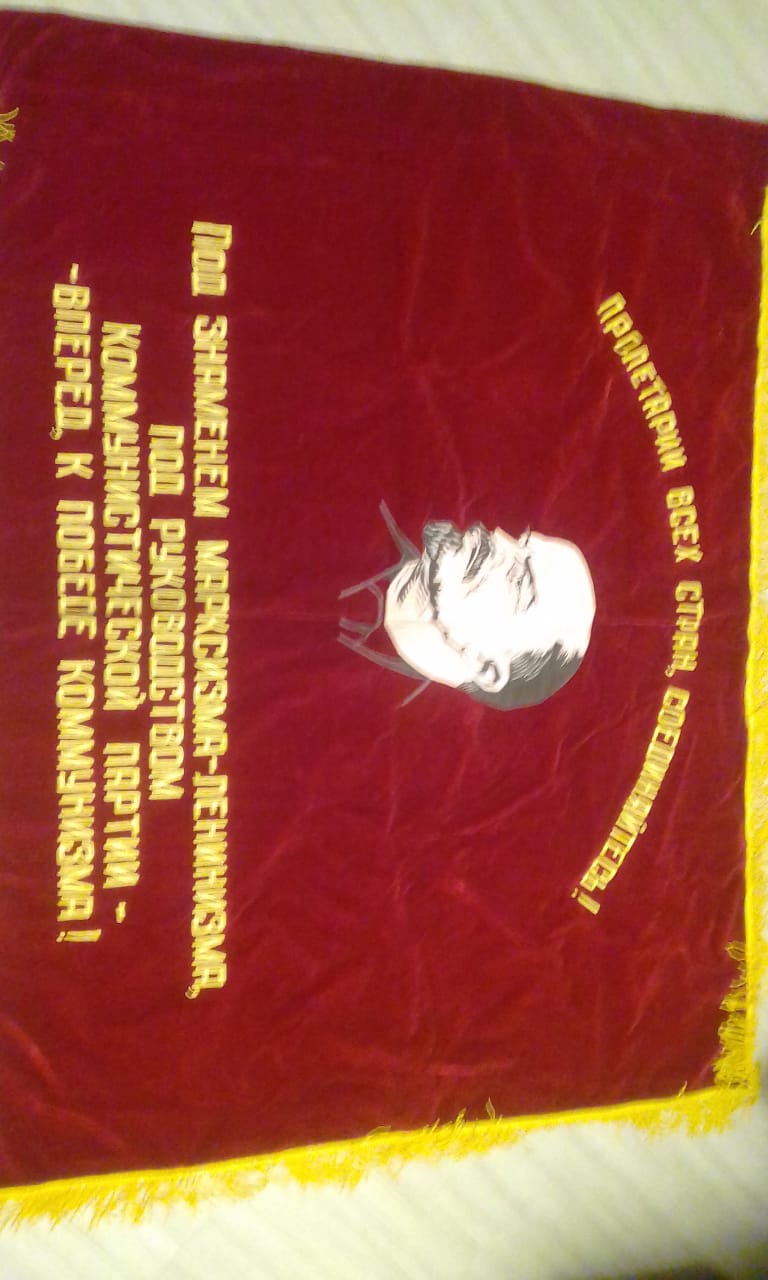 ПРОЛЕТАРИИ ВСЕХ СТРАН, СОЕДИНЯЙТЕСЬ!
ПОД ЗНАМЕНЕМ МАРКСИЗМА-ЛЕНИНИЗМА,
ПОД РУКОВОДСТВОМ
КОММУНИСТИЧЕСКОЙ ПАРТИИ -
-ВПЕРЕД, К ПОБЕДЕ КОММУНИЗМА!